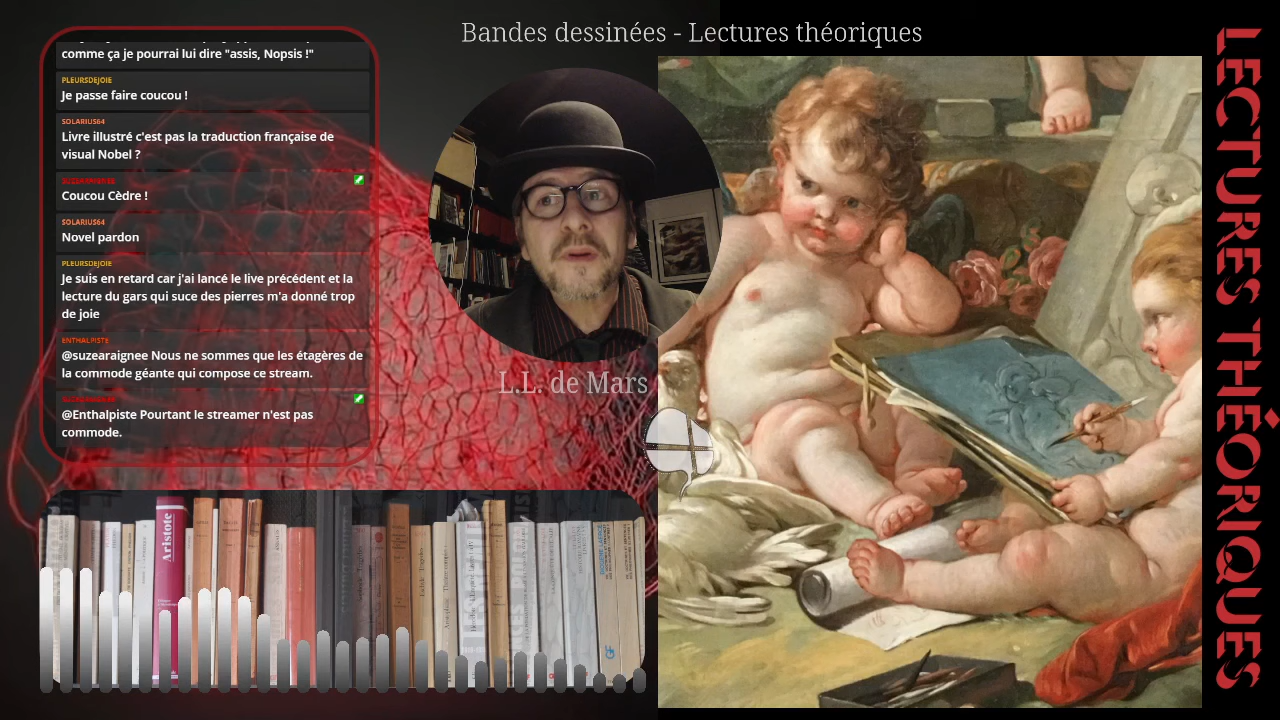 Bandes dessinées - Lectures théoriques
comme ça je pourrai lui dire "assis, Nopsis !"
PLEURSDEJOIE
Je passe faire coucou !
SOLARIUS64
Livre illustré c'est pas la traduction française de
visual Nobel ?
SUZEARAIGNEE
Coucou Cèdre !
SOLARIUS64
Novel pardon
PLEURSDEJOIE
Je suis en retard car j'ai lancé le live précédent et la
lecture du gars qui suce des pierres m'a donné trop
de joie
ENTHALPISTE
@suzearaignee Nous ne sommes que les étagères de
la commode géante qui compose ce stream.
SUZEARAIGNEE
@Enthalpiste Pourtant le streamer n'est pas
commode.
L.L. de Mars
Aristote
LECTURES THÉORIQUES